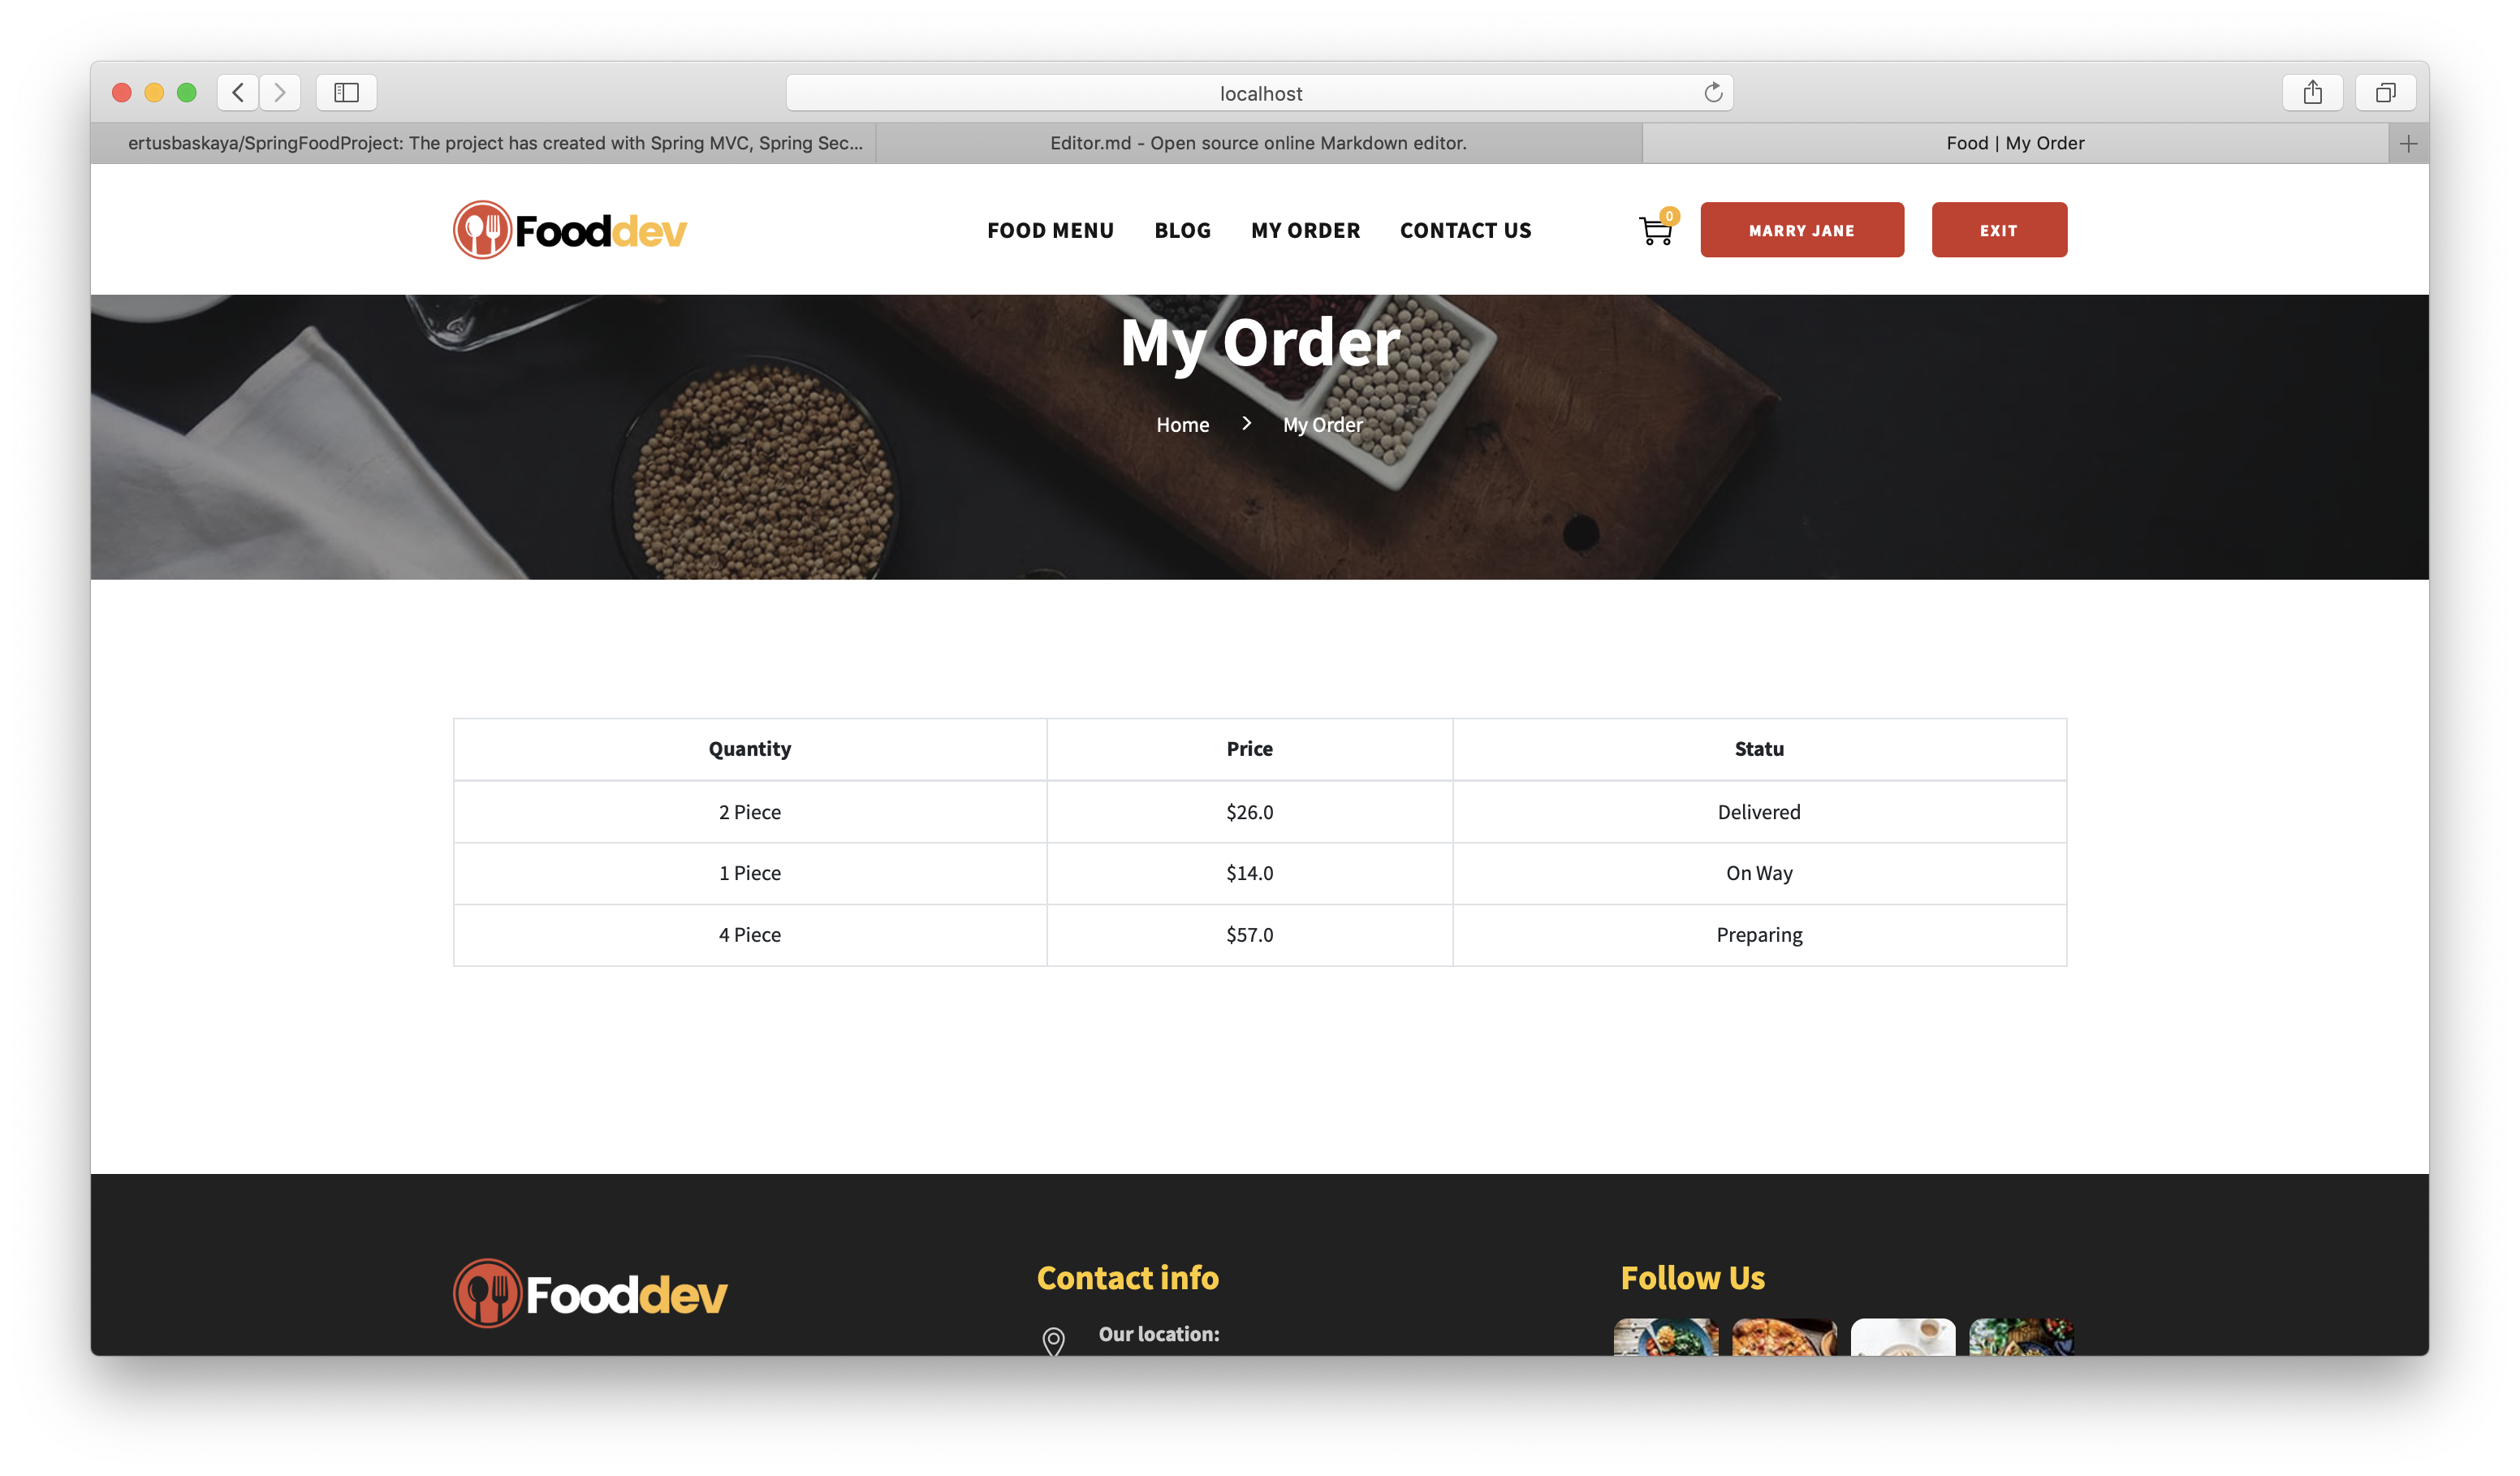 localhost
ertusbaskaya/SpringFoodProject: The project has created with Spring MVC, Spring Sec...
Editor.md - Open source online Markdown editor.
Food | My Order
Fooddev
FOOD MENU
BLOG
MY ORDER
CONTACT US
0
MARRY JANE
EXIT
My Order
Home
My Order
Quantity Price Statu
2 Piece $26.0 Delivered
1 Piece $14.0 On Way
4 Piece $57.0 Preparing
Fooddev
Contact info
Our location:
Follow Us